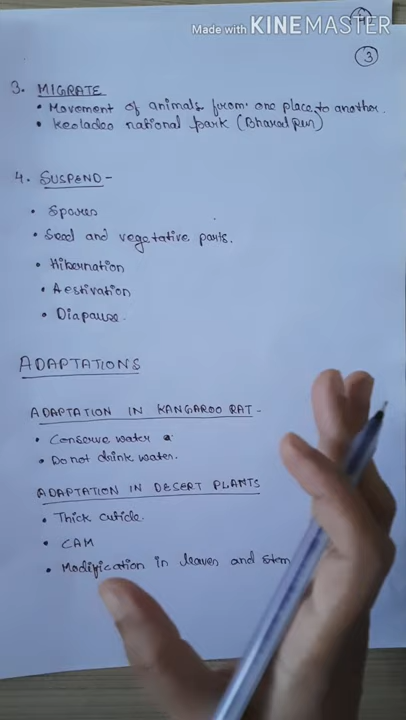 Made with KINEMASTER
3
3. MIGRATE
• Movement of animals from one place to another.
• Keoladeo national park (Bharatpur)
4. SUSPEND -
• Spores
• Seed and vegetative parts.
• Hibernation
• Aestivation
• Diapause.
ADAPTATIONS
ADAPTATION IN KANGAROO RAT -
• Conserve water
• Do not drink water.
ADAPTATION IN DESERT PLANTS
• Thick cuticle.
• CAM
• Modification in leaves and stem